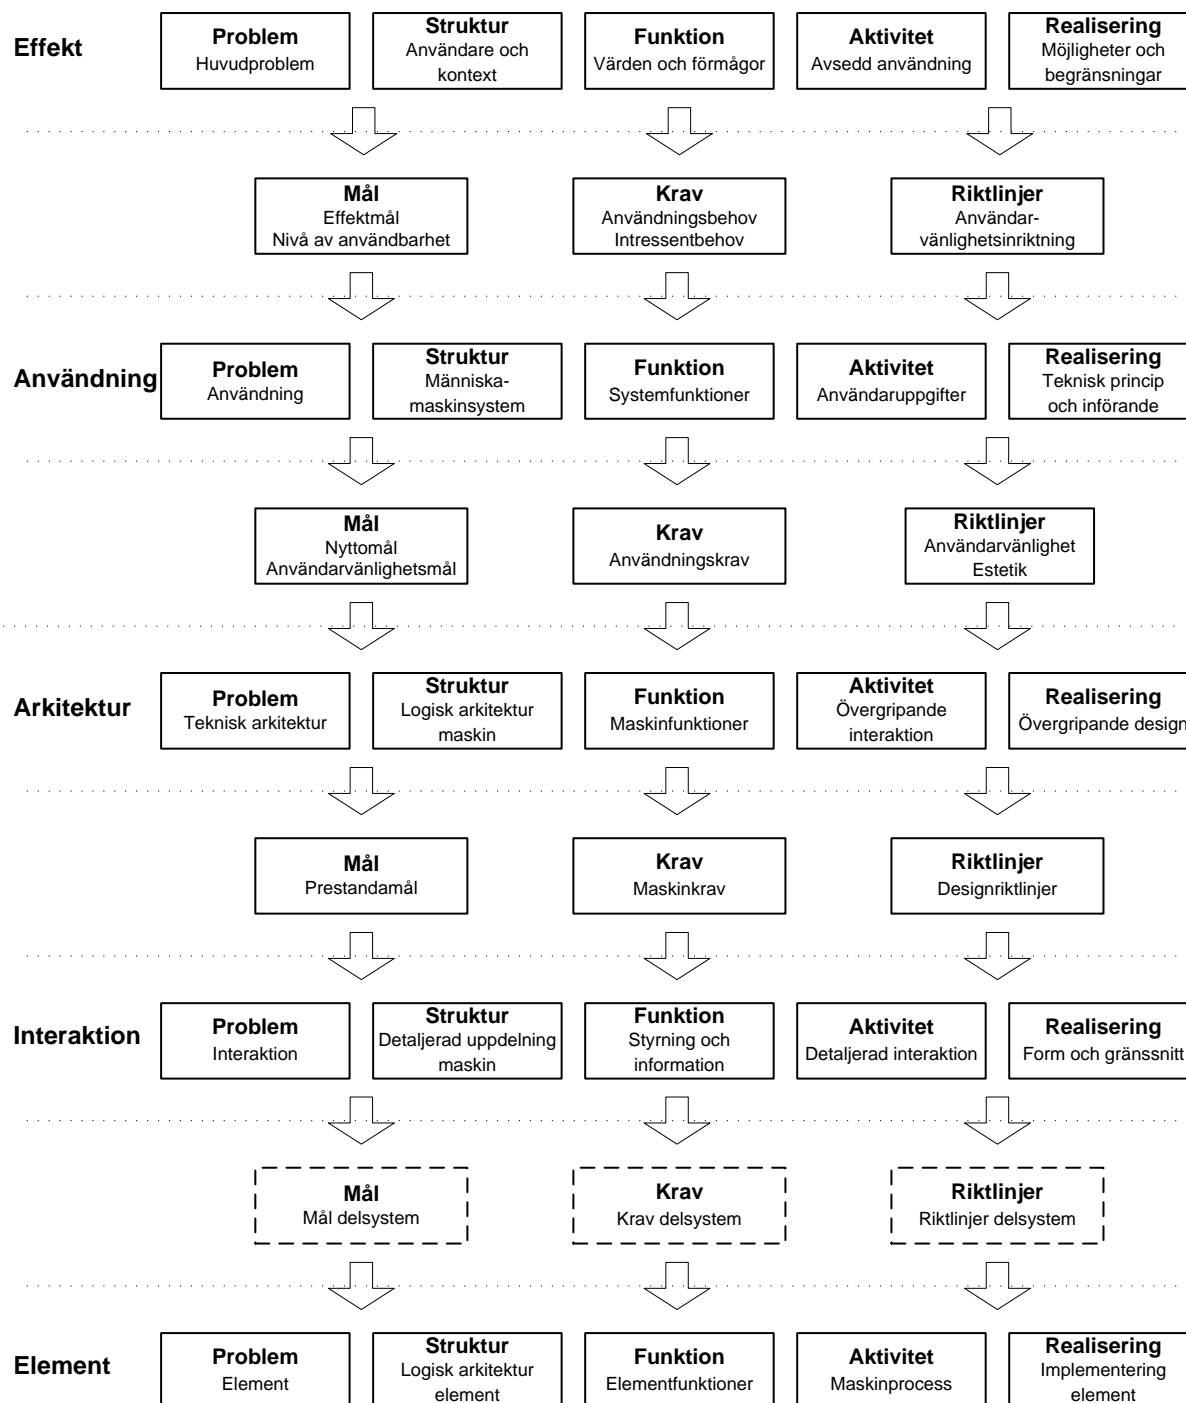 Effekt
Problem
Huvudproblem
Struktur
Användare och
kontext
Funktion
Värden och förmågor
Aktivitet
Avsedd användning
Realisering
Möjligheter och
begränsningar
Mål
Effektmål
Nivå av användbarhet
Krav
Användningsbehov
Intressentbehov
Riktlinjer
Användar-
vänlighetsinriktning
Användning
Problem
Användning
Struktur
Människa-
maskinsystem
Funktion
Systemfunktioner
Aktivitet
Användaruppgifter
Realisering
Teknisk princip
och införande
Mål
Nyttomål
Användarvänlighetsmål
Krav
Användningskrav
Riktlinjer
Användarvänlighet
Estetik
Arkitektur
Problem
Teknisk arkitektur
Struktur
Logisk arkitektur
maskin
Funktion
Maskinfunktioner
Aktivitet
Övergripande
interaktion
Realisering
Övergripande design
Mål
Prestandamål
Krav
Maskinkrav
Riktlinjer
Designriktlinjer
Interaktion
Problem
Interaktion
Struktur
Detaljerad uppdelning
maskin
Funktion
Styrning och
information
Aktivitet
Detaljerad interaktion
Realisering
Form och gränssnitt
Mål
Mål delsystem
Krav
Krav delsystem
Riktlinjer
Riktlinjer delsystem
Element
Problem
Element
Struktur
Logisk arkitektur
element
Funktion
Elementfunktioner
Aktivitet
Maskinprocess
Realisering
Implementering
element